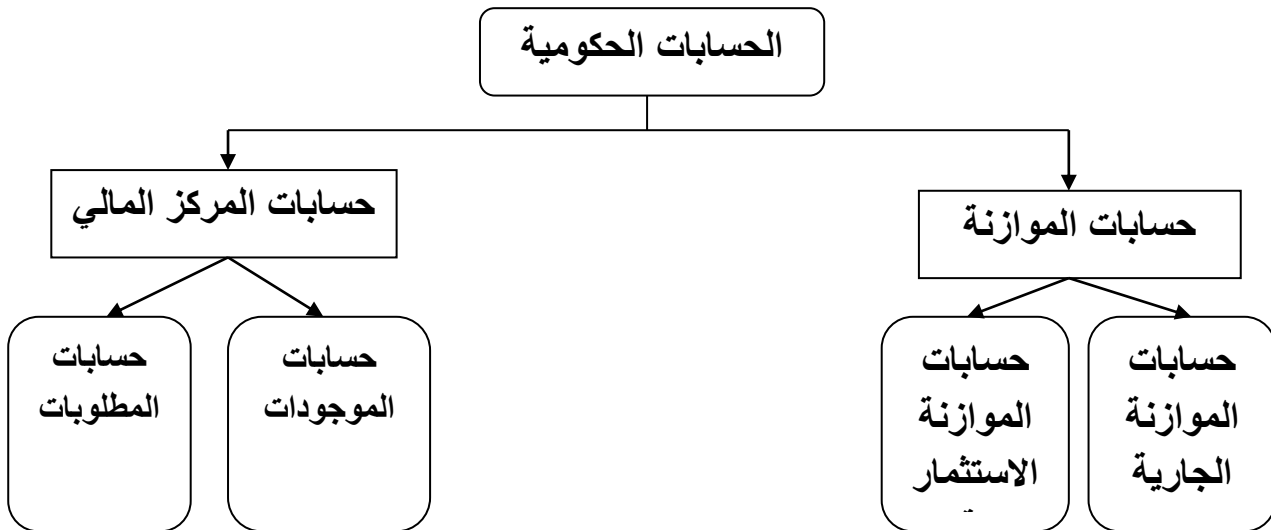 الحسابات الحكومية
حسابات الموازنة
حسابات المركز المالي
حسابات
الموازنة
الجارية
حسابات
الموازنة
الاستثمار
حسابات
الموجودات
حسابات
المطلوبات